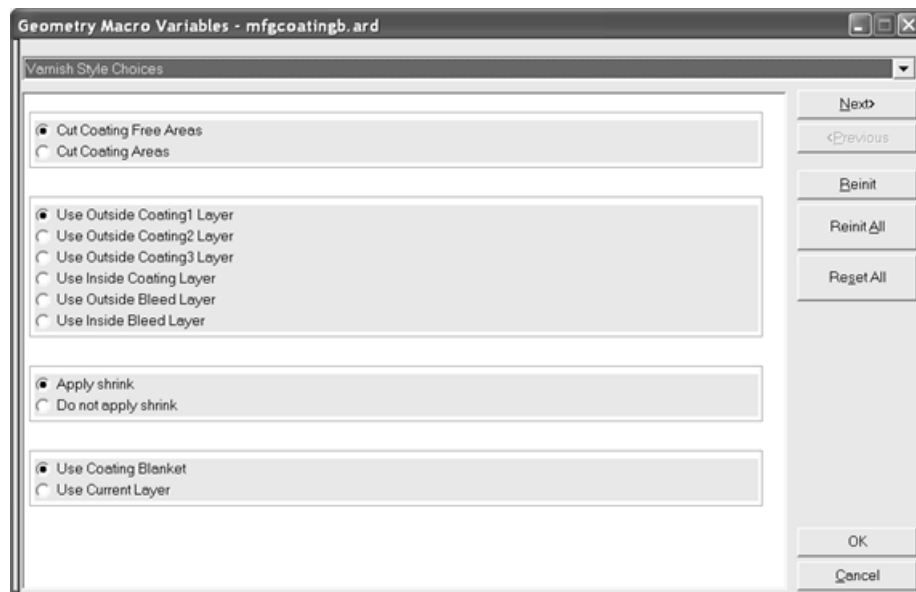 Geometry Macro Variables - mfgcoatingb.ard
Varnish Style Choices
Cut Coating Free Areas
Cut Coating Areas
Use Outside Coating1 Layer
Use Outside Coating2 Layer
Use Outside Coating3 Layer
Use Inside Coating Layer
Use Outside Bleed Layer
Use Inside Bleed Layer
Apply shrink
Do not apply shrink
Use Coating Blanket
Use Current Layer
Next>
<Previous
Reinit
Reinit All
Reset All
OK
Cancel